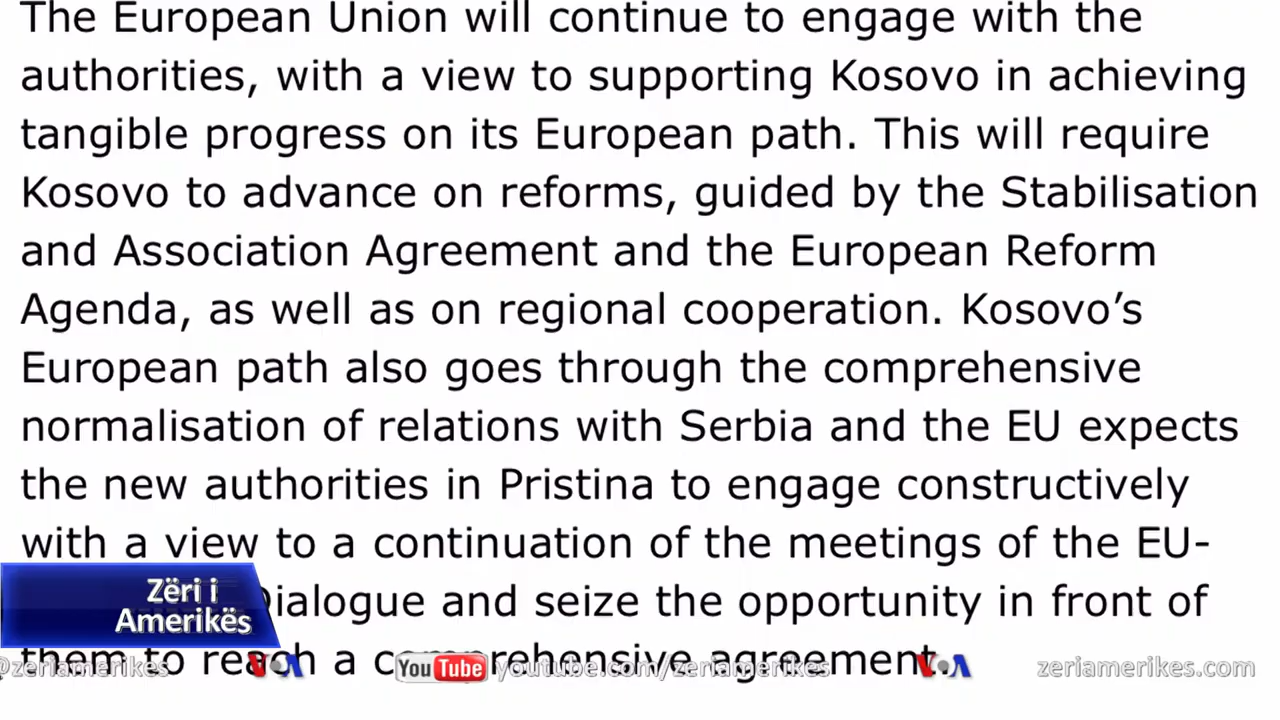 The European Union will continue to engage with the
authorities, with a view to supporting Kosovo in achieving
tangible progress on its European path. This will require
Kosovo to advance on reforms, guided by the Stabilisation
and Association Agreement and the European Reform
Agenda, as well as on regional cooperation. Kosovo’s
European path also goes through the comprehensive
normalisation of relations with Serbia and the EU expects
the new authorities in Pristina to engage constructively
with a view to a continuation of the meetings of the EU-
Dialogue and seize the opportunity in front of
them to reach a comprehensive agreement.
Zëri i
Amerikës
@zeriamerikes VOA YouTube youtube.com/zeriamerikes VOA zeriamerikes.com